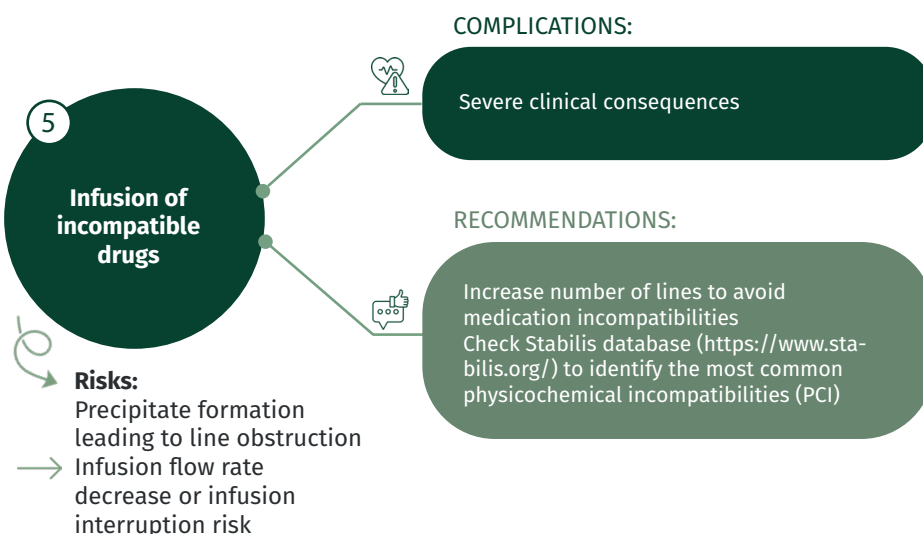 COMPLICATIONS:
Severe clinical consequences
5
Infusion of
incompatible
drugs
RECOMMENDATIONS:
Increase number of lines to avoid
medication incompatibilities
Check Stabilis database (https://www.sta-
bilis.org/) to identify the most common
physicochemical incompatibilities (PCI)
Risks:
Precipitate formation
leading to line obstruction
Infusion flow rate
decrease or infusion
interruption risk